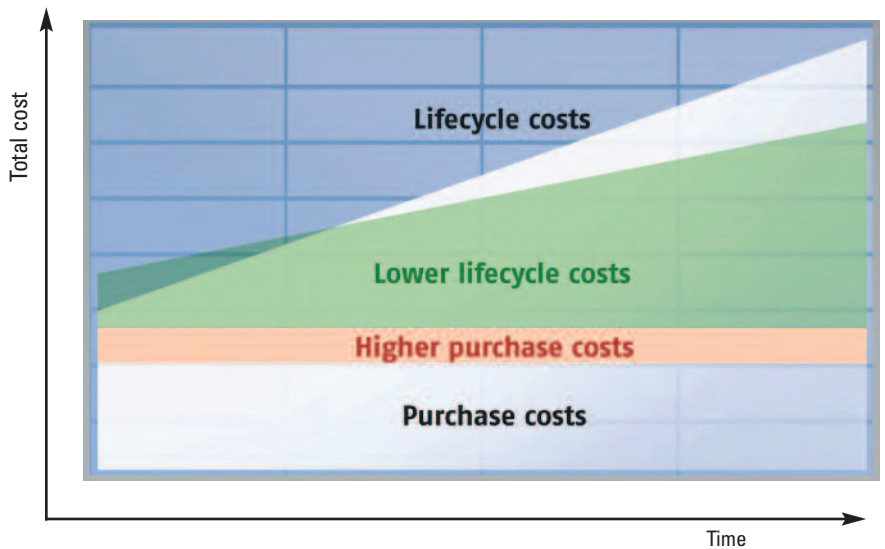 Total cost
Lifecycle costs
Lower lifecycle costs
Higher purchase costs
Purchase costs
Time